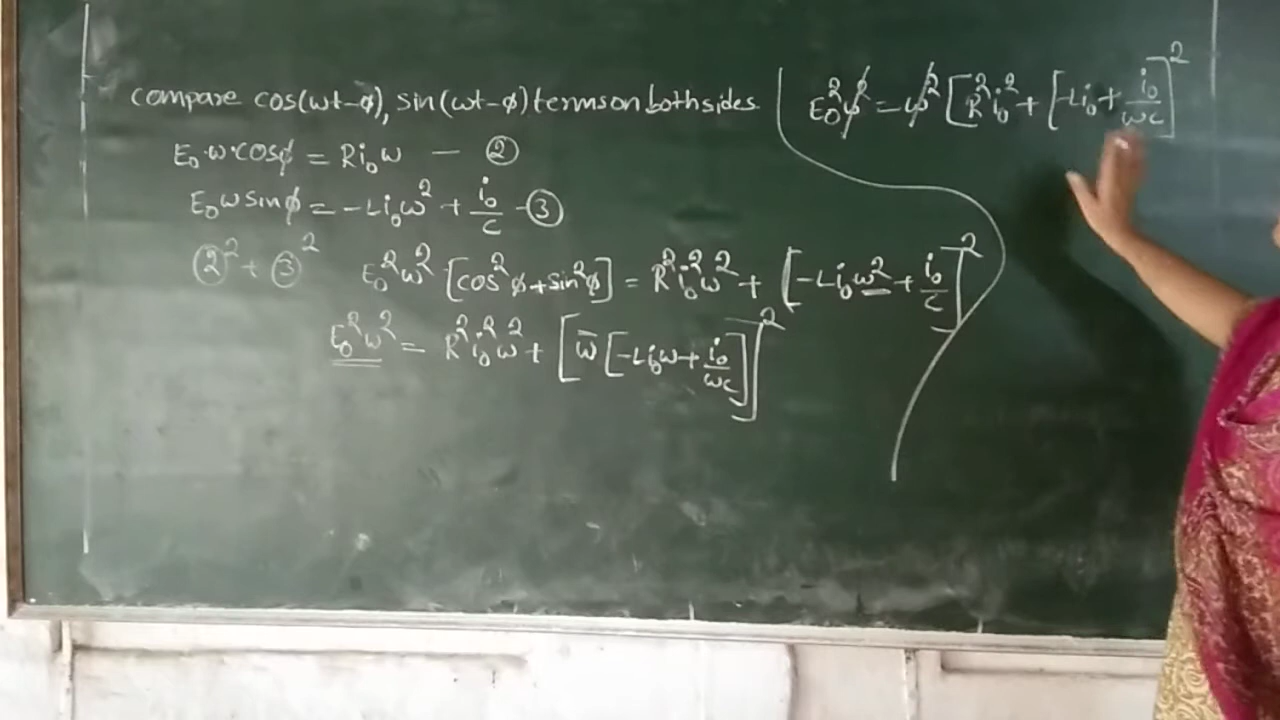 compare cos(ωt-φ), sin(ωt-φ) terms on both sides
E₀·ω·cosφ = Ri₀ω — ②
E₀ω sinφ = -Li₀ω² + i₀/c - ③
②² + ③² E₀²ω²[cos²φ+sin²φ] = R²i₀²ω² + [-Li₀ω² + i₀/c]²
E₀²ω² = R²i₀²ω² + [ω[-Li₀ω + i₀/ωc]]²
E₀²ω² = ω²[R²i₀² + [-Li₀ + i₀/ωc]²